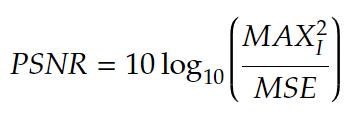 PSNR = 10 log₁₀ (MAX_I² / MSE)